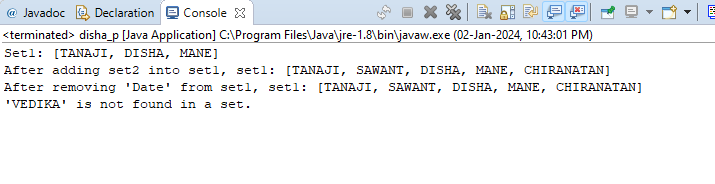 Javadoc Declaration Console
<terminated> disha_p [Java Application] C:\Program Files\Java\jre-1.8\bin\javaw.exe (02-Jan-2024, 10:43:01 PM)
Set1: [TANAJI, DISHA, MANE]
After adding set2 into set1, set1: [TANAJI, SAWANT, DISHA, MANE, CHIRANATAN]
After removing 'Date' from set1, set1: [TANAJI, SAWANT, DISHA, MANE, CHIRANATAN]
'VEDIKA' is not found in a set.